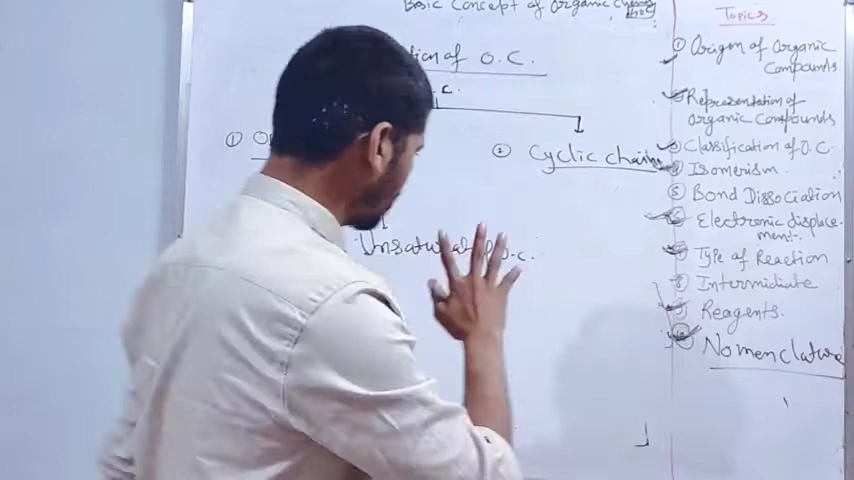 Basic Concept of Organic
tion of O.C.
O.C.
①
② Cyclic chain
Unsaturated O.C.
Topics
① Origin of Organic
Compounds
② Representation of
Organic Compounds
③ Classification of O.C.
④ Isomerism.
⑤ Bond Dissociation
⑥ Electronic displace-
ment.
⑦ Type of Reaction
⑧ Intermidiate
⑨ Reagents.
⑩ Nomenclature